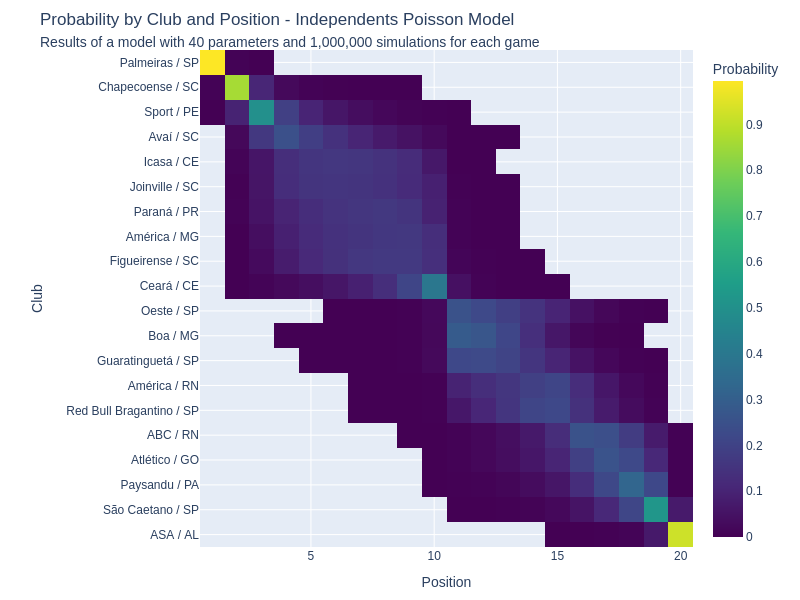 Probability by Club and Position - Independents Poisson Model
Results of a model with 40 parameters and 1,000,000 simulations for each game
Probability
Palmeiras / SP
Chapecoense / SC
Sport / PE
Avaí / SC
Icasa / CE
Joinville / SC
Paraná / PR
América / MG
Figueirense / SC
Ceará / CE
Oeste / SP
Boa / MG
Guaratinguetá / SP
América / RN
Red Bull Bragantino / SP
ABC / RN
Atlético / GO
Paysandu / PA
São Caetano / SP
ASA / AL
Club
5
10
15
20
Position
0.9
0.8
0.7
0.6
0.5
0.4
0.3
0.2
0.1
0